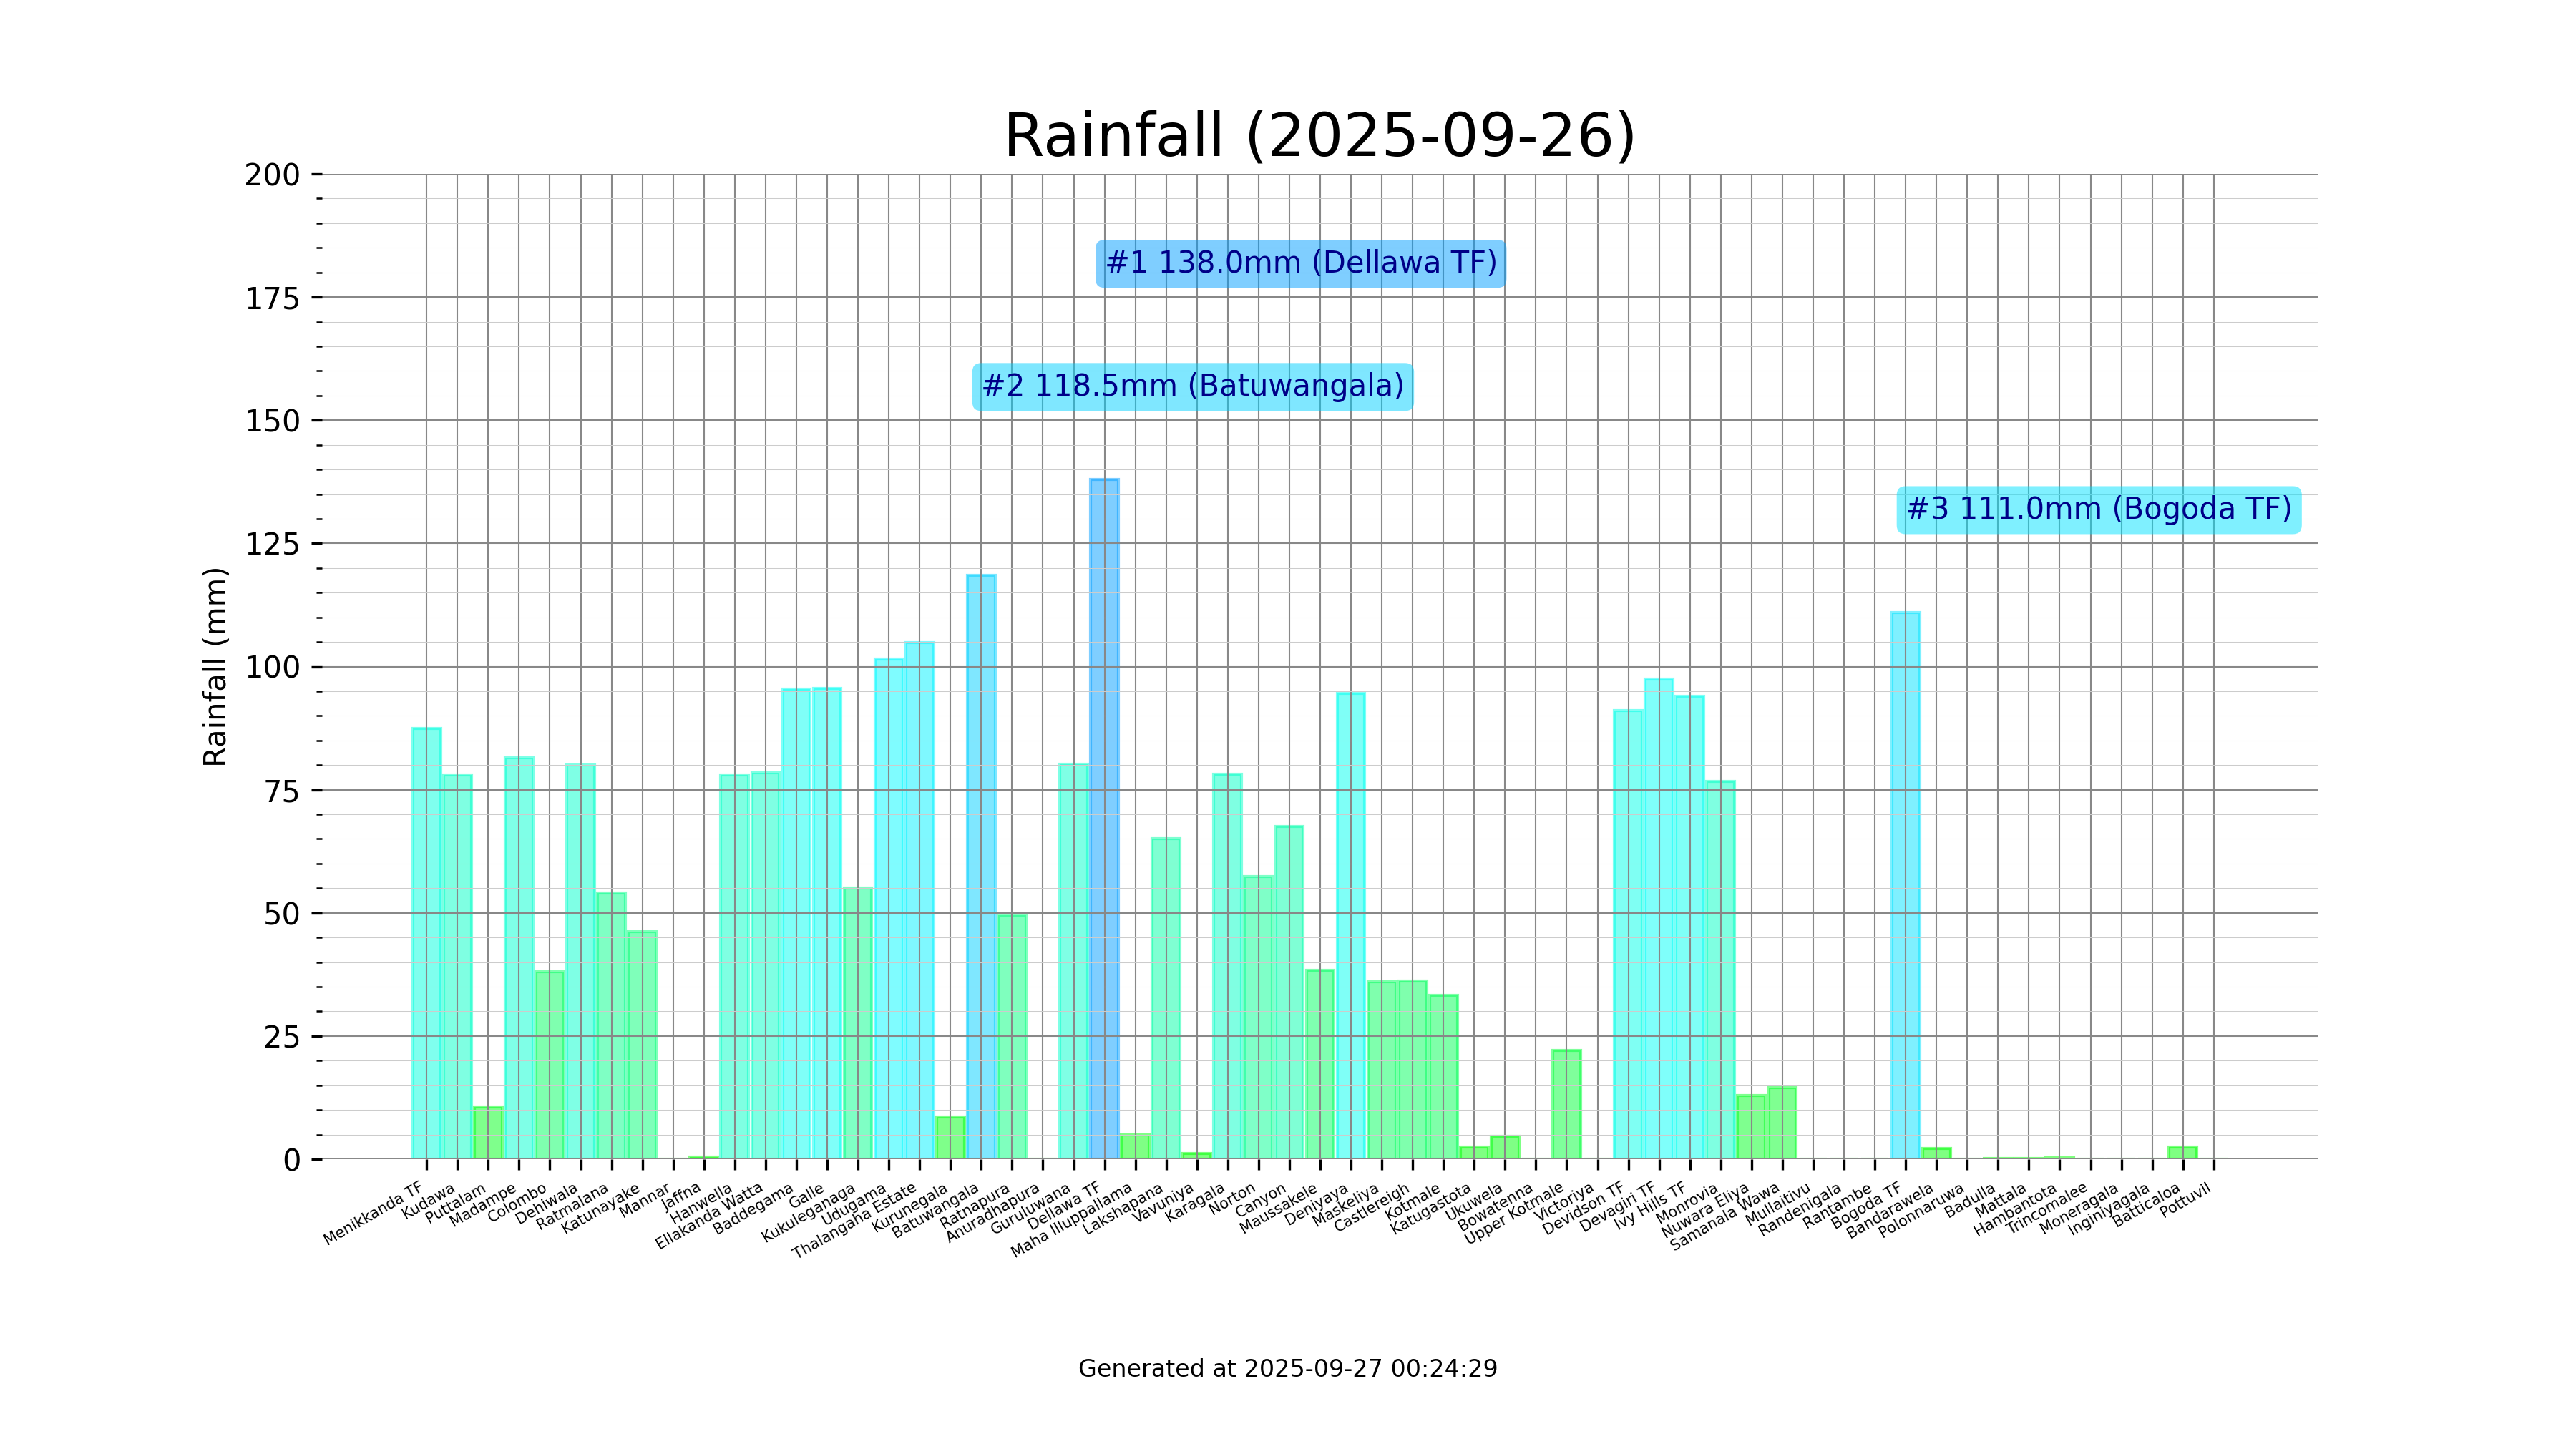 Rainfall (2025-09-26)
200
175
150
125
100
75
50
25
0
Rainfall (mm)
#1 138.0mm (Dellawa TF)
#2 118.5mm (Batuwangala)
#3 111.0mm (Bogoda TF)
Menikkanda TF
Kudawa
Puttalam
Madampe
Colombo
Dehiwala
Ratmalana
Katunayake
Mannar
Jaffna
Hanwella
Ellakanda Watta
Baddegama
Galle
Kukuleganaga
Udugama
Thalangaha Estate
Kurunegala
Batuwangala
Ratnapura
Anuradhapura
Guruluwana
Dellawa TF
Maha Illuppallama
Lakshapana
Vavuniya
Karagala
Norton
Canyon
Maussakele
Deniyaya
Maskeliya
Castlereigh
Kotmale
Katugastota
Ukuwela
Bowatenna
Upper Kotmale
Victoriya
Devidson TF
Devagiri TF
Ivy Hills TF
Monrovia
Nuwara Eliya
Samanala Wawa
Mullaitivu
Randenigala
Rantambe
Bogoda TF
Bandarawela
Polonnaruwa
Badulla
Mattala
Hambantota
Trincomalee
Moneragala
Inginiyagala
Batticaloa
Pottuvil
Generated at 2025-09-27 00:24:29